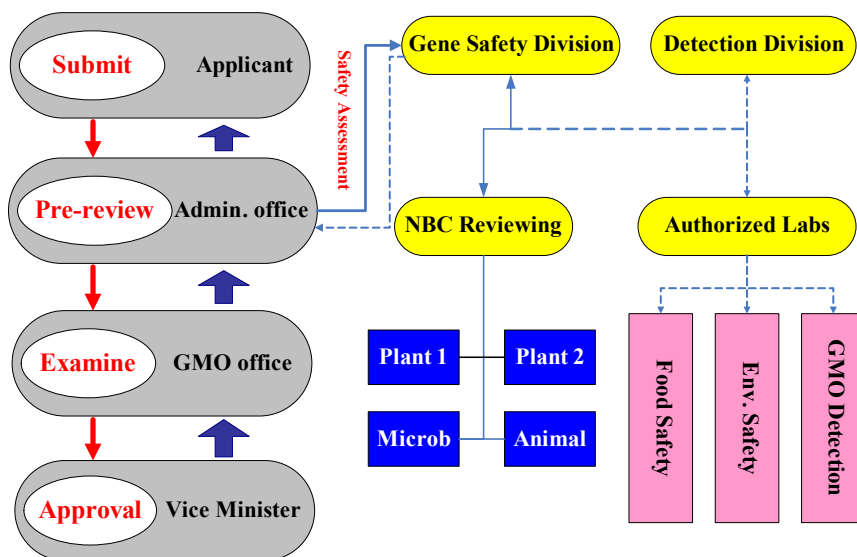 Submit
Applicant
Pre-review
Admin. office
Examine
GMO office
Approval
Vice Minister
Safety Assessment
Gene Safety Division
Detection Division
NBC Reviewing
Authorized Labs
Plant 1
Plant 2
Microb
Animal
Food Safety
Env. Safety
GMO Detection